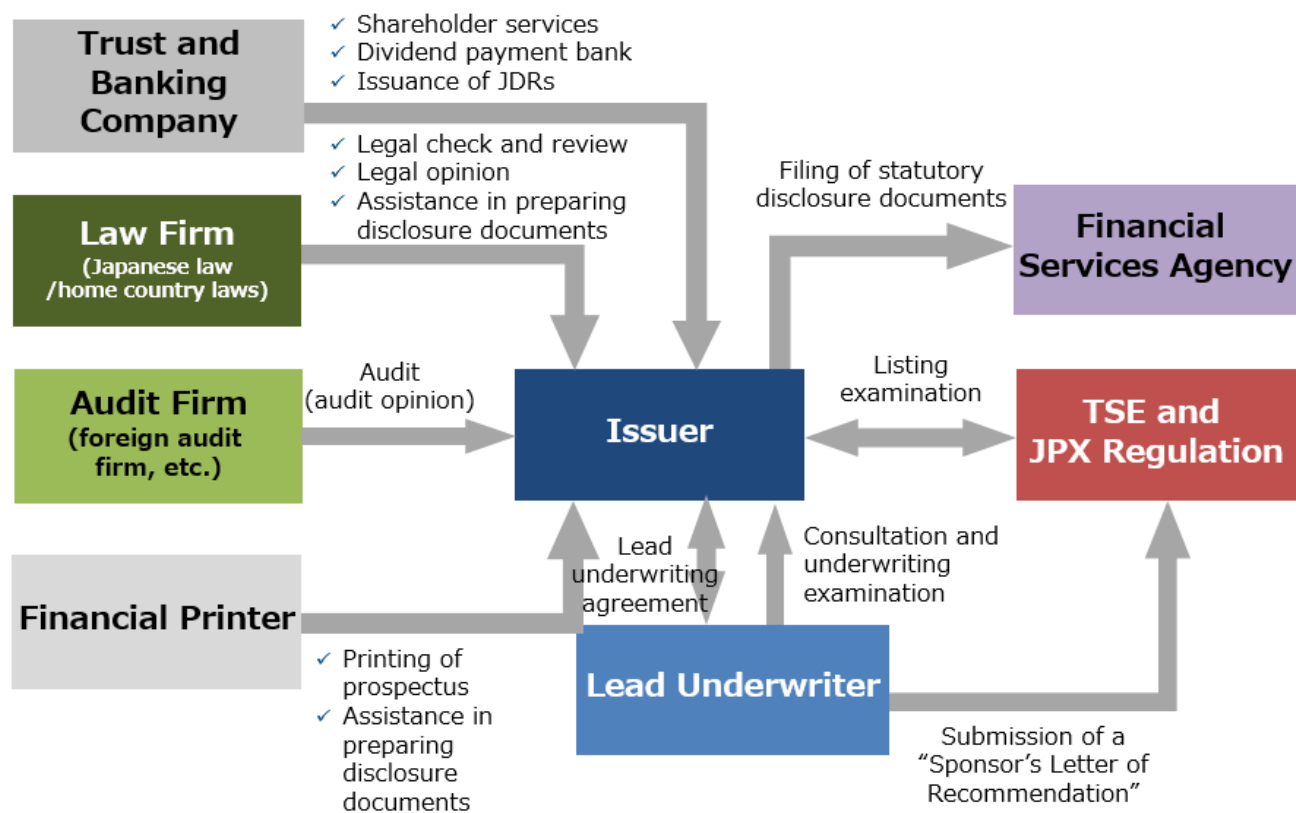 Trust and
Banking
Company
✓ Shareholder services
✓ Dividend payment bank
✓ Issuance of JDRs
Law Firm
(Japanese law
/home country laws)
✓ Legal check and review
✓ Legal opinion
✓ Assistance in preparing
disclosure documents
Filing of statutory
disclosure documents
Financial
Services Agency
Audit Firm
(foreign audit
firm, etc.)
Audit
(audit opinion)
Issuer
Listing
examination
TSE and
JPX Regulation
Financial Printer
✓ Printing of
prospectus
✓ Assistance in
preparing
disclosure
documents
Lead
underwriting
agreement
Consultation and
underwriting
examination
Lead Underwriter
Submission of a
“Sponsor’s Letter of
Recommendation”